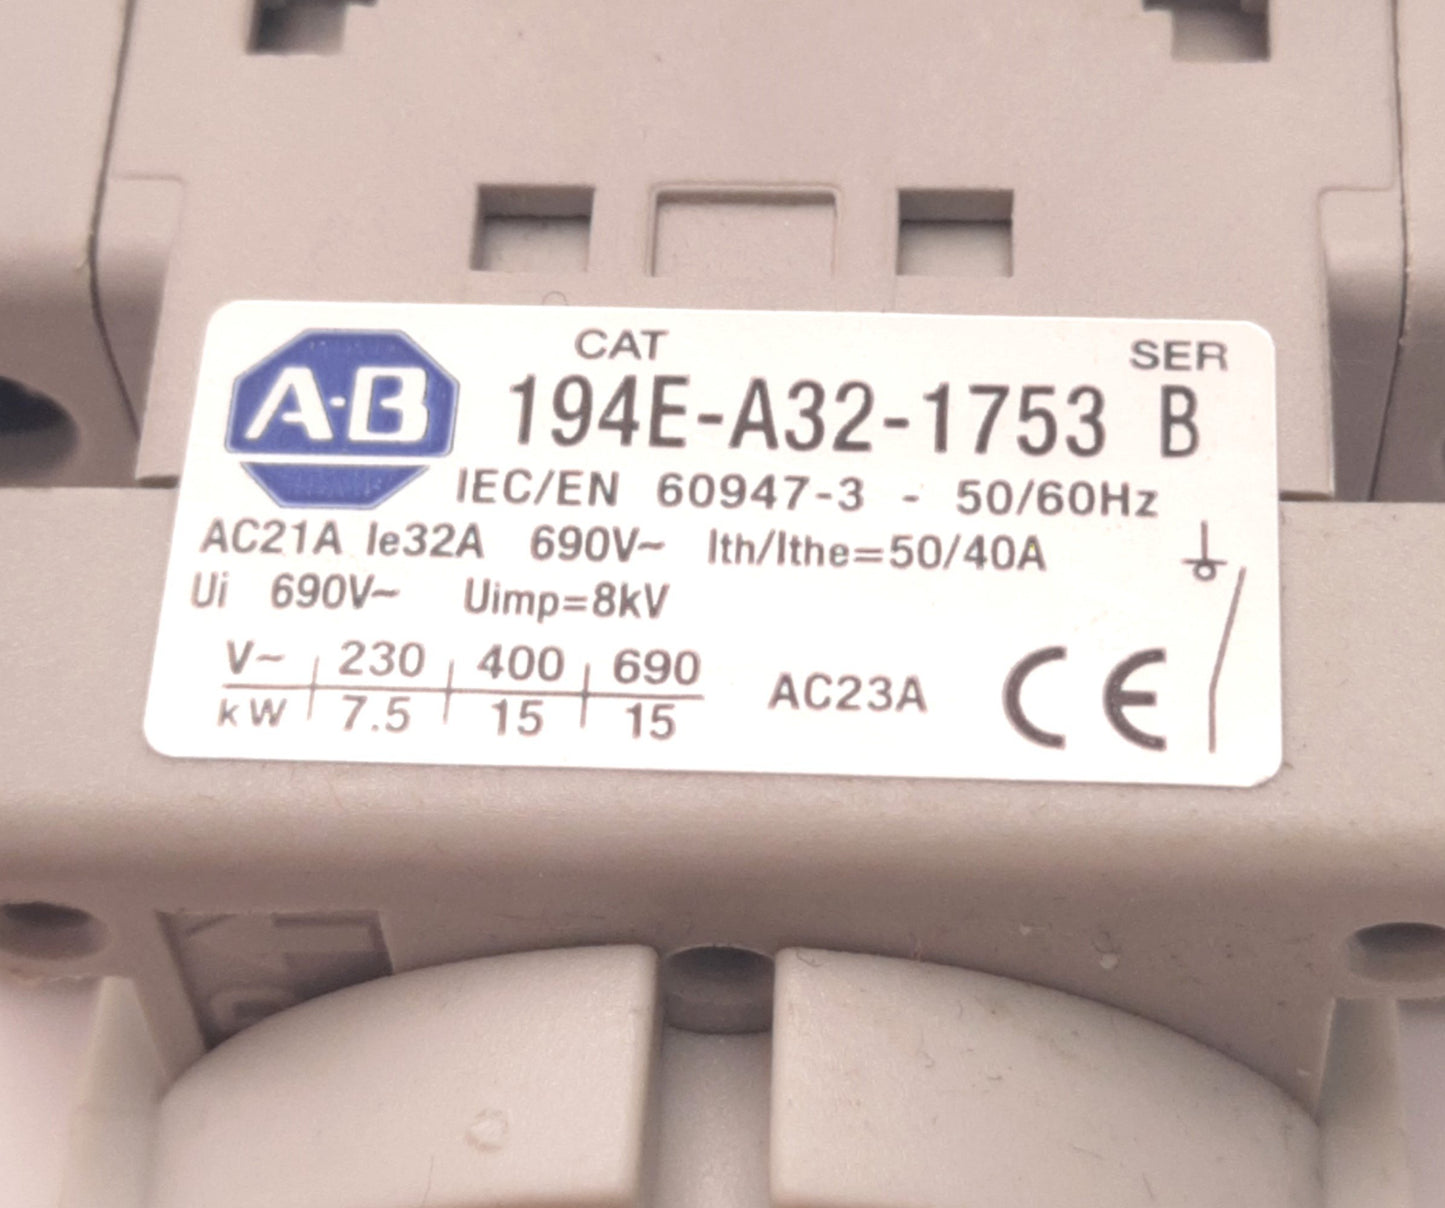 A-B
CAT SER
194E-A32-1753 B
IEC/EN 60947-3 - 50/60Hz
AC21A Ie32A 690V~ Ith/Ithe=50/40A
Ui 690V~ Uimp=8kV
V~ | 230 | 400 | 690
kW | 7.5 | 15 | 15
AC23A CE